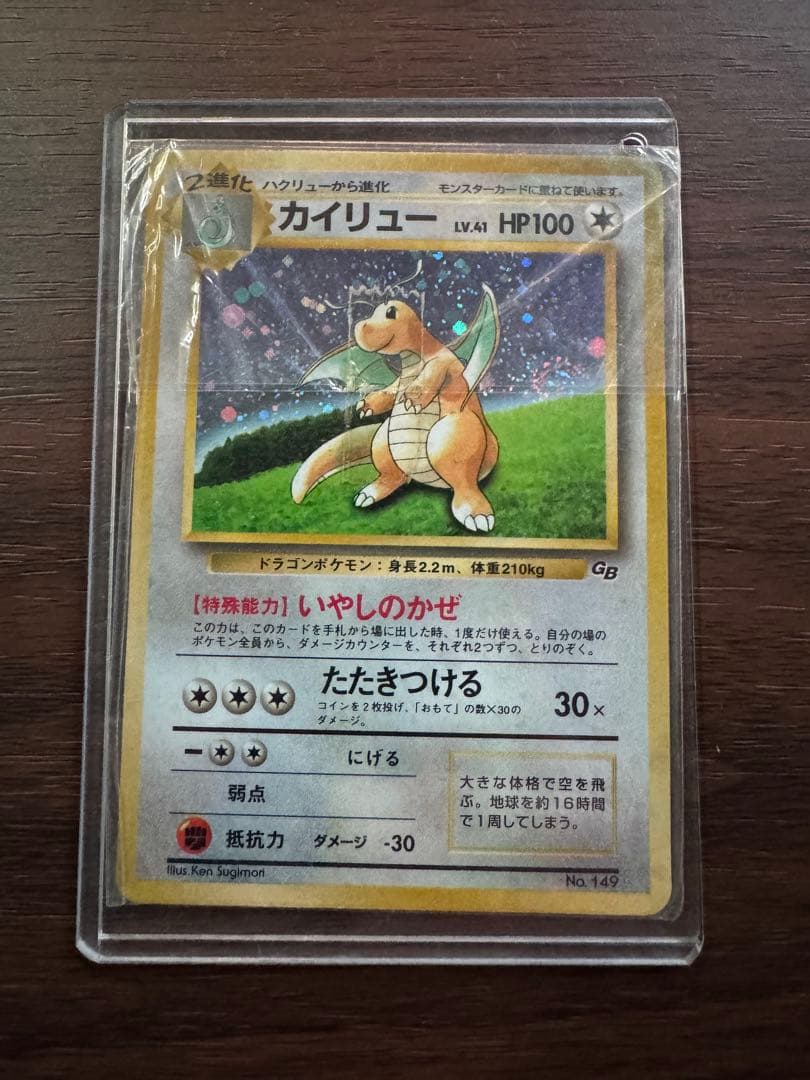 2進化 ハクリューから進化 モンスターカードに重ねて使います。
カイリュー LV.41 HP100
ドラゴンポケモン：身長2.2m、体重210kg
GB
【特殊能力】いやしのかぜ
この力は、このカードを手札から場に出した時、1度だけ使える。自分の場の
ポケモン全員から、ダメージカウンターを、それぞれ2つずつ、とりのぞく。
たたきつける 30×
コインを2枚投げ、「おもて」の数×30の
ダメージ。
ー にげる
弱点
抵抗力 ダメージ -30
大きな体格で空を飛
ぶ。地球を約16時間
で1周してしまう。
Illus. Ken Sugimori
No. 149